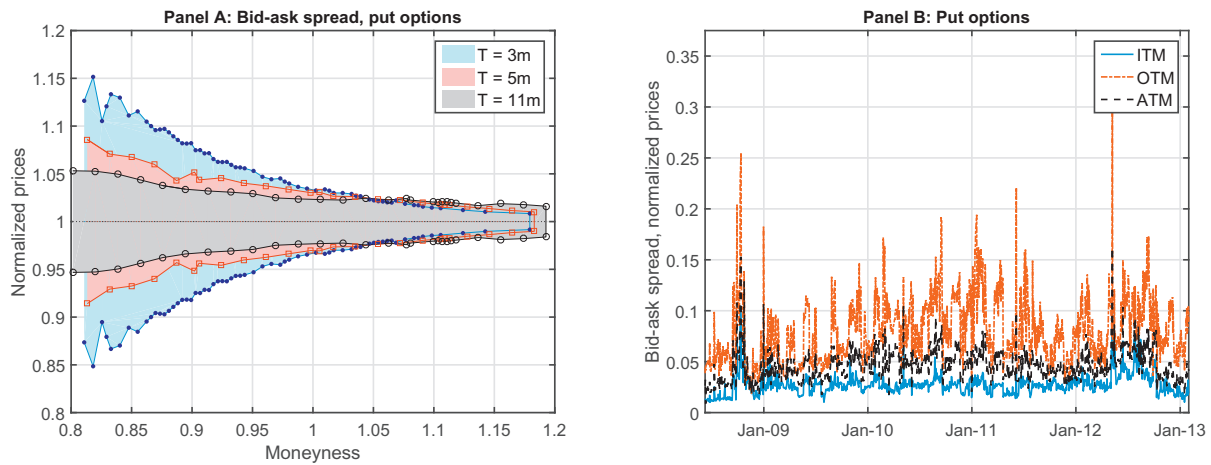 Panel A: Bid-ask spread, put options
1.2
1.15
1.1
1.05
1
0.95
0.9
0.85
0.8
Normalized prices
T = 3m
T = 5m
T = 11m
0.8 0.85 0.9 0.95 1 1.05 1.1 1.15 1.2
Moneyness
Panel B: Put options
0.35
0.3
0.25
0.2
0.15
0.1
0.05
0
Bid-ask spread, normalized prices
ITM
OTM
ATM
Jan-09 Jan-10 Jan-11 Jan-12 Jan-13